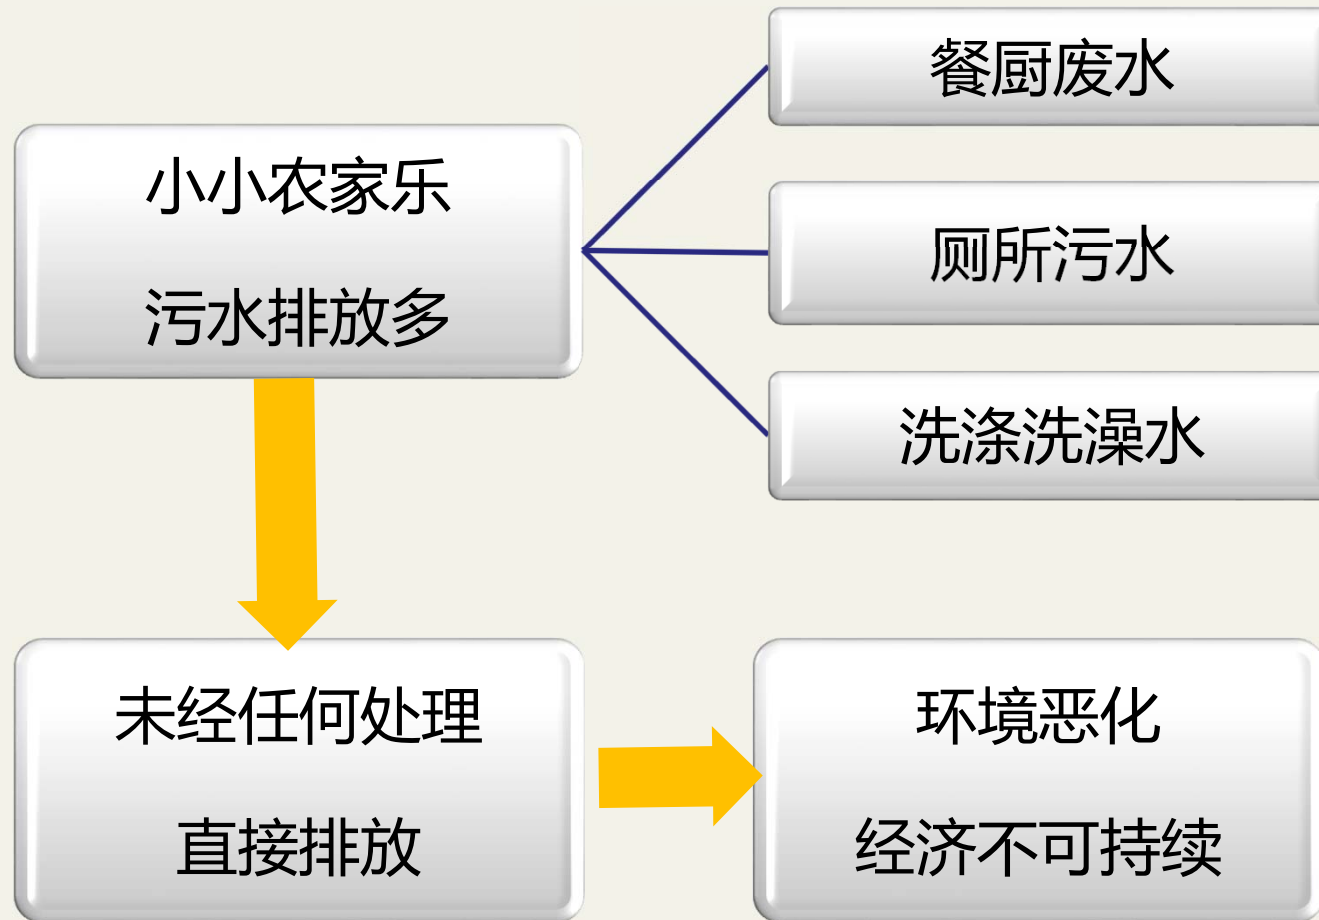 小小农家乐
污水排放多
餐厨废水
厕所污水
洗涤洗澡水
未经任何处理
直接排放
环境恶化
经济不可持续